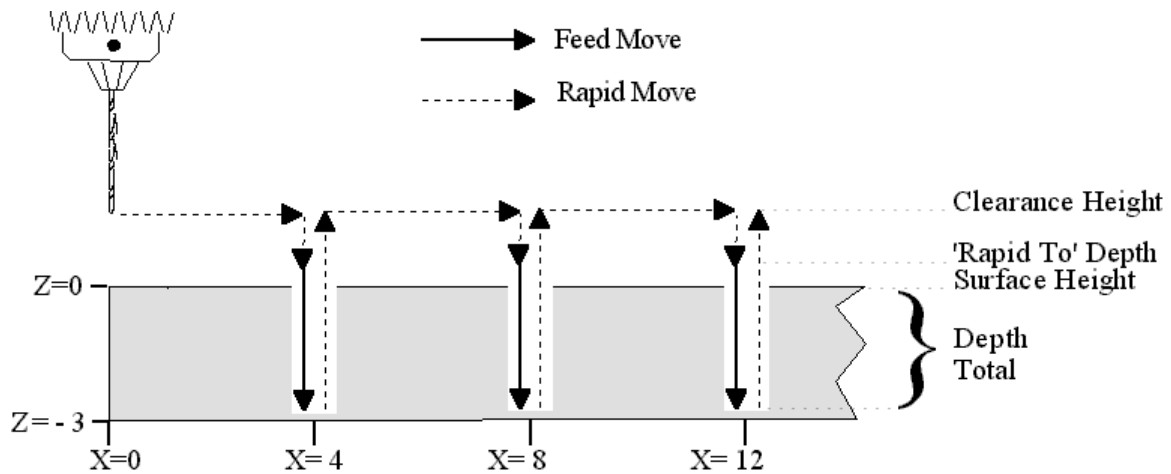 Feed Move
Rapid Move
Clearance Height
'Rapid To' Depth
Surface Height
Z=0
Depth
Total
Z= - 3
X=0
X= 4
X= 8
X= 12